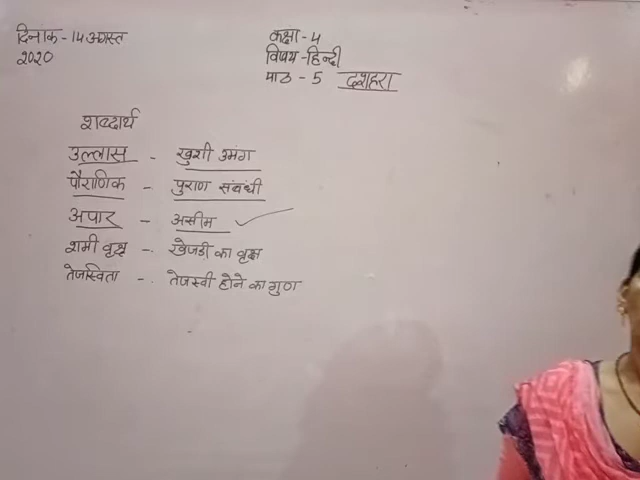 दिनांक - 14 अगस्त
2020
कक्षा - 4
विषय - हिन्दी
पाठ - 5 दशहरा
शब्दार्थ
उल्लास - खुशी उमंग
पौराणिक - पुराण संबंधी
अपार - असीम
शमी वृक्ष - खेजडी का वृक्ष
तेजस्विता - तेजस्वी होने का गुण